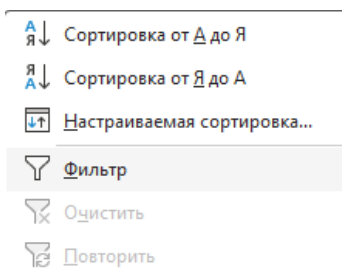 Сортировка от А до Я
Сортировка от Я до А
Настраиваемая сортировка...
Фильтр
Очистить
Повторить